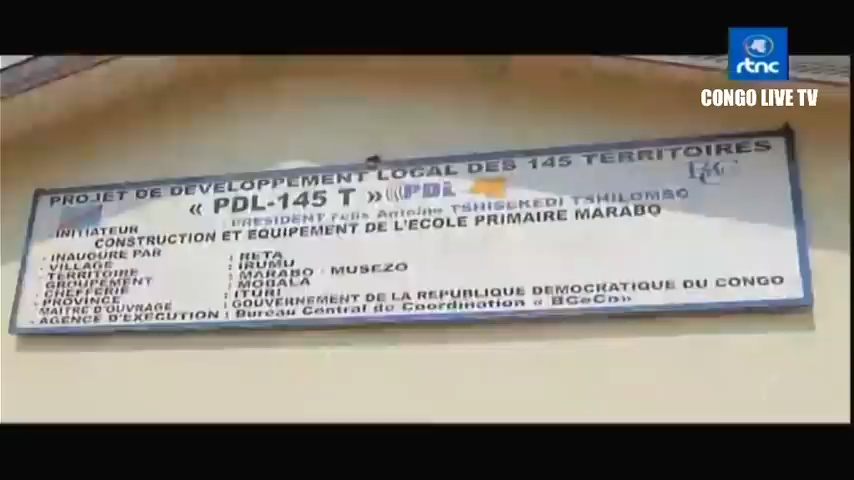 rtnc
CONGO LIVE TV
PROJET DE DEVELOPPEMENT LOCAL DES 145 TERRITOIRES
« PDL-145 T » PDL
INITIATEUR PRESIDENT Felix Antoine TSHISEKEDI TSHILOMBO
CONSTRUCTION ET EQUIPEMENT DE L'ECOLE PRIMAIRE MARABO
- INAUGURE PAR
- VILLAGE : RETA
- TERRITOIRE : IRUMU
- GROUPEMENT : MARABO - MUSEZO
- CHEFFERIE : MOBALA
- PROVINCE : ITURI
- MAITRE D'OUVRAGE : GOUVERNEMENT DE LA REPUBLIQUE DEMOCRATIQUE DU CONGO
- AGENCE D'EXECUTION : Bureau Central de Coordination « BCeCo»